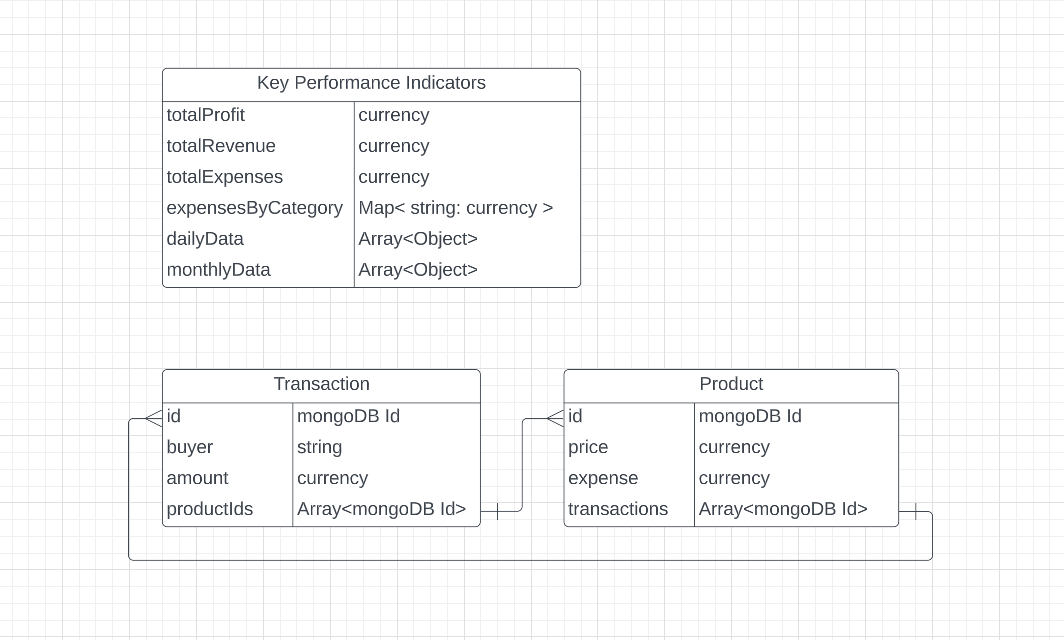 Key Performance Indicators
totalProfit currency
totalRevenue currency
totalExpenses currency
expensesByCategory Map< string: currency >
dailyData Array<Object>
monthlyData Array<Object>
Transaction
id mongoDB Id
buyer string
amount currency
productIds Array<mongoDB Id>
Product
id mongoDB Id
price currency
expense currency
transactions Array<mongoDB Id>